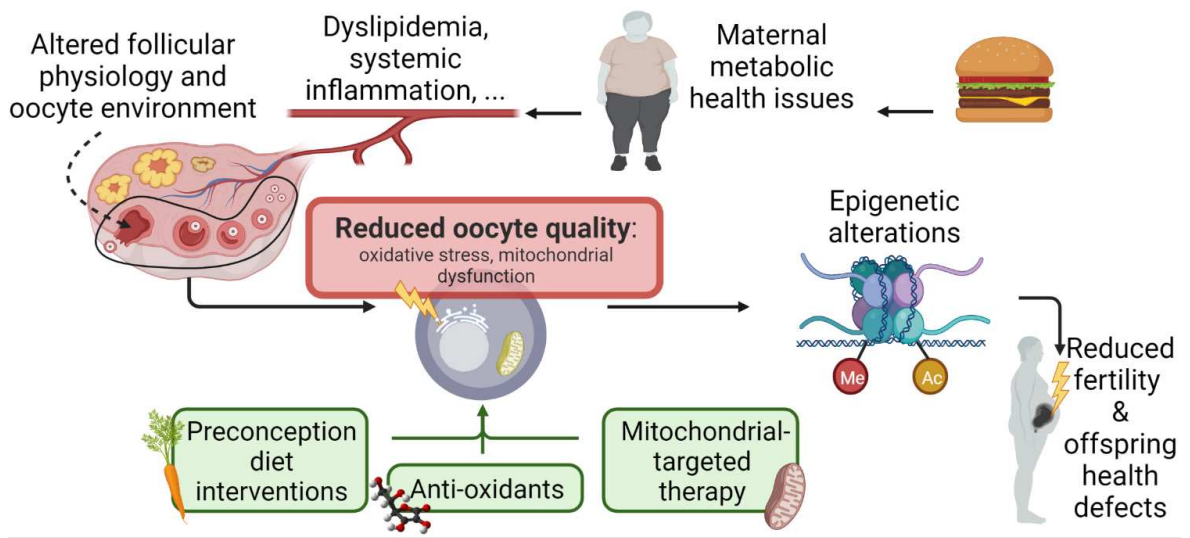 Altered follicular
physiology and
oocyte environment
Dyslipidemia,
systemic
inflammation, ...
Maternal
metabolic
health issues
Reduced oocyte quality:
oxidative stress, mitochondrial
dysfunction
Epigenetic
alterations
Me
Ac
Reduced
fertility
&
offspring
health
defects
Preconception
diet
interventions
Anti-oxidants
Mitochondrial-
targeted
therapy